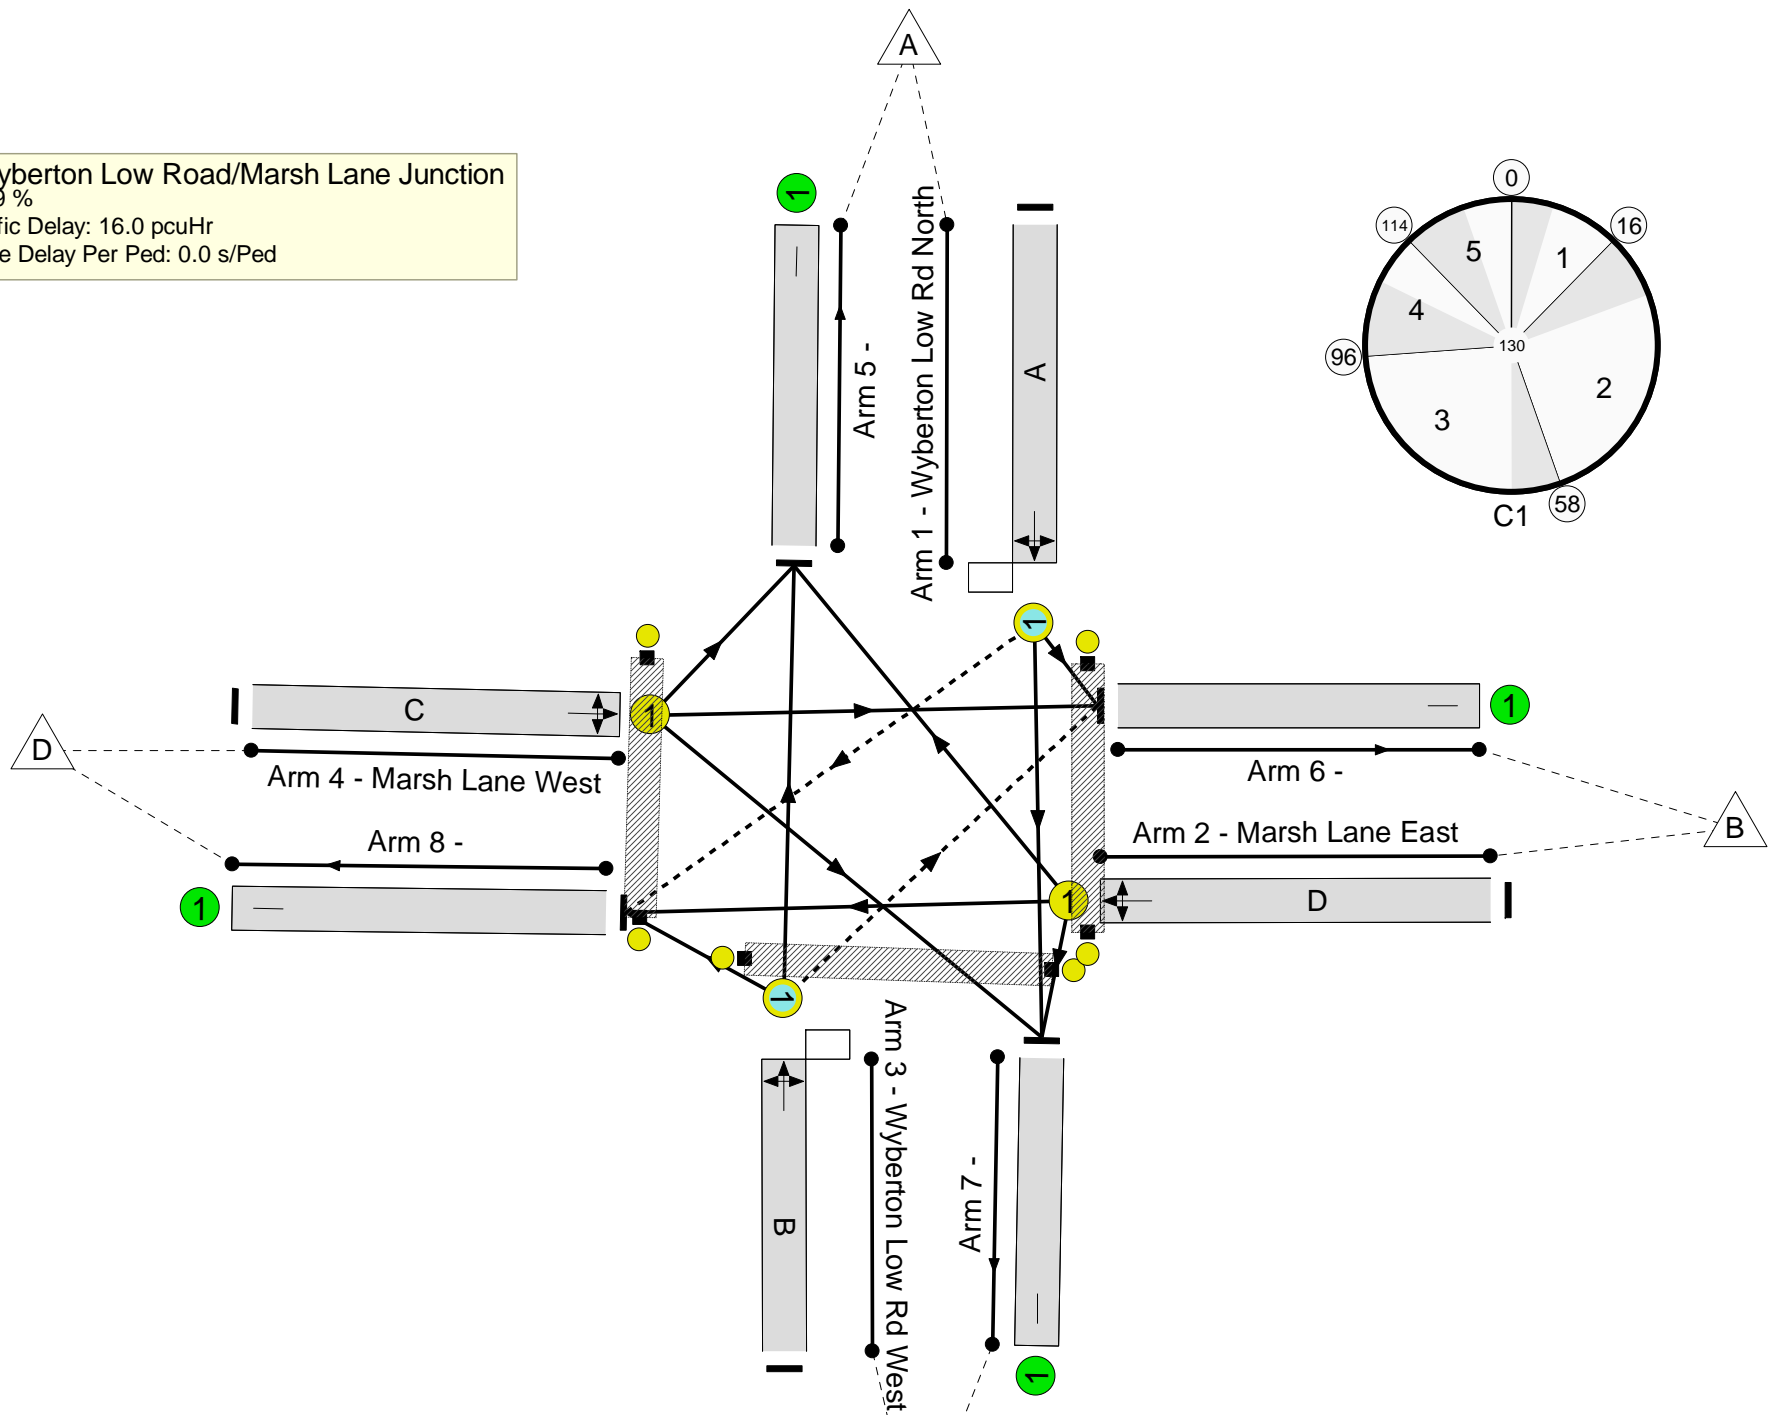 A
yberton Low Road/Marsh Lane Junction
9 %
fic Delay: 16.0 pcuHr
e Delay Per Ped: 0.0 s/Ped
1
Arm 5 -
Arm 1 - Wyberton Low Rd North
A
0
16
58
96
114
1
2
3
4
5
130
C1
1
1
C
D
Arm 4 - Marsh Lane West
Arm 8 -
1
1
Arm 6 -
Arm 2 - Marsh Lane East
B
1
D
1
1
Arm 3 - Wyberton Low Rd West
B
Arm 7 -
1